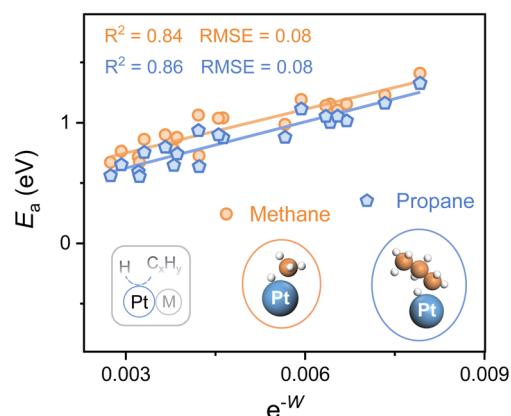 R² = 0.84 RMSE = 0.08
R² = 0.86 RMSE = 0.08
1
Eₐ (eV)
Methane
Propane
0
H CₓHᵧ
Pt M
Pt
Pt
0.003 0.006 0.009
e⁻ᵂ